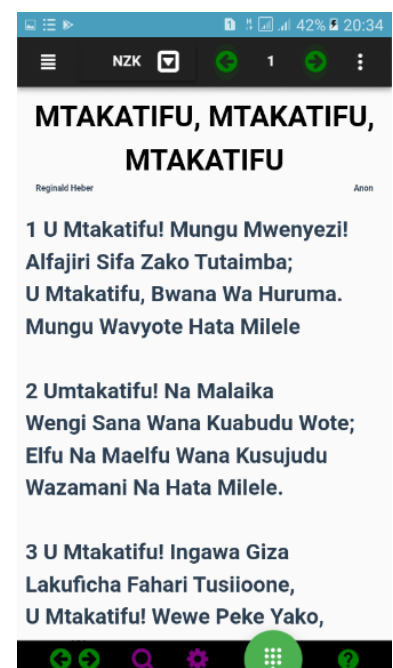 42% 20:34
NZK 1
MTAKATIFU, MTAKATIFU,
MTAKATIFU
Reginald Heber Anon
1 U Mtakatifu! Mungu Mwenyezi!
Alfajiri Sifa Zako Tutaimba;
U Mtakatifu, Bwana Wa Huruma.
Mungu Wavyote Hata Milele
2 Umtakatifu! Na Malaika
Wengi Sana Wana Kuabudu Wote;
Elfu Na Maelfu Wana Kusujudu
Wazamani Na Hata Milele.
3 U Mtakatifu! Ingawa Giza
Lakuficha Fahari Tusiioone,
U Mtakatifu! Wewe Peke Yako,